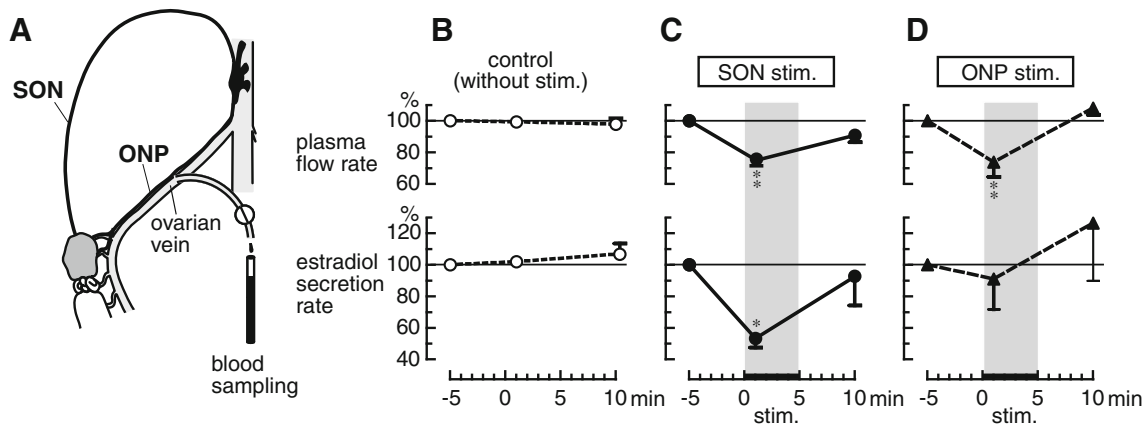 A
SON
ONP
ovarian
vein
blood
sampling
B
control
(without stim.)
C
SON stim.
D
ONP stim.
plasma
flow rate
%
100
80
60
estradiol
secretion
rate
%
120
100
80
60
40
-5 0 5 10 min
-5 0 5 10 min
stim.
-5 0 5 10 min
stim.
**
*
**